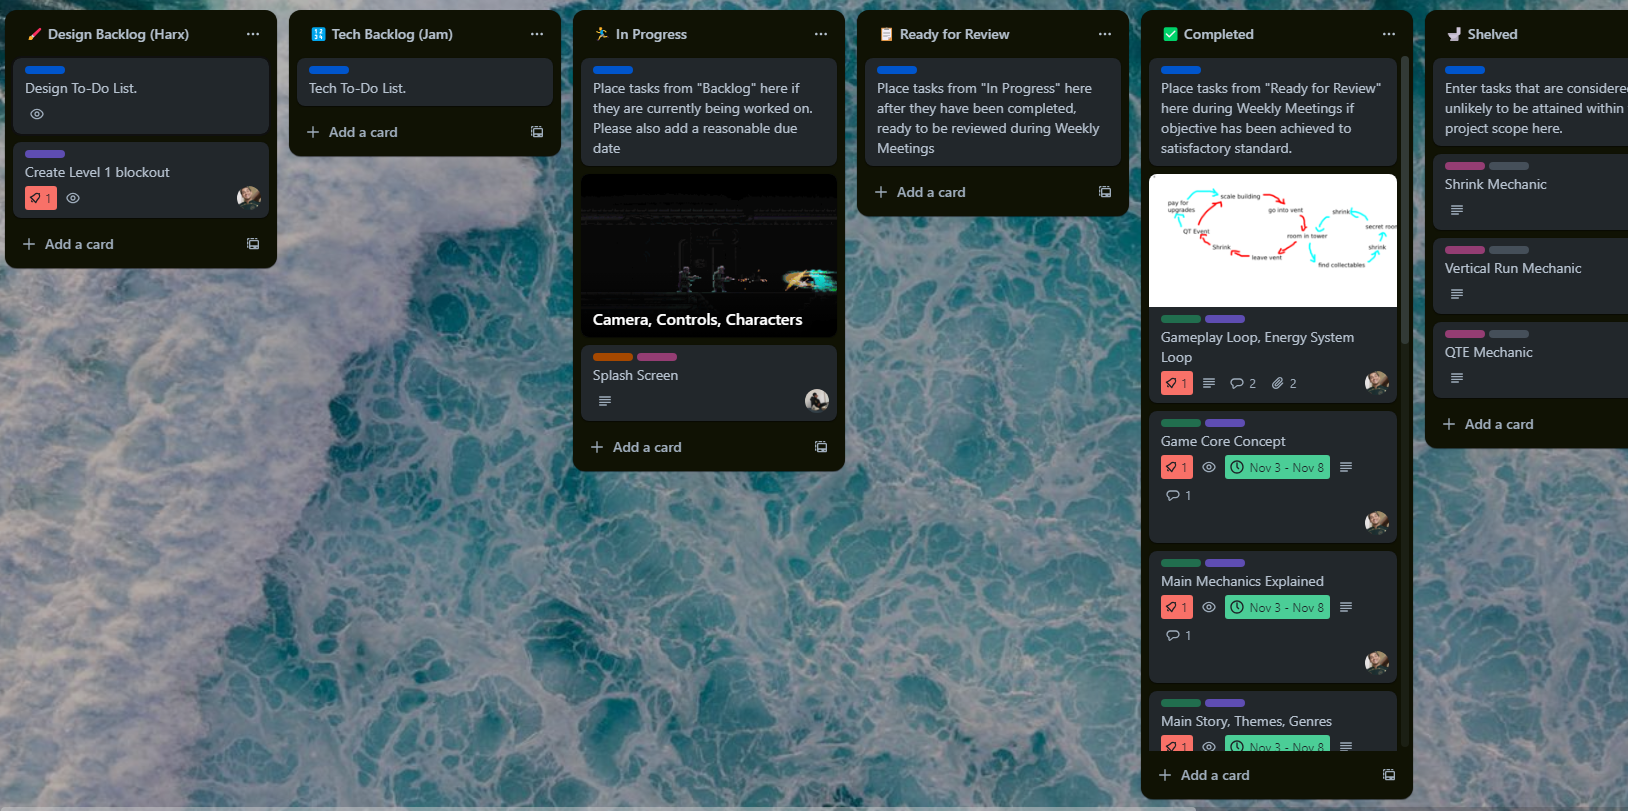 Design Backlog (Harx)
Design To-Do List.
Create Level 1 blockout
1
Add a card
Tech Backlog (Jam)
Tech To-Do List.
Add a card
In Progress
Place tasks from "Backlog" here if
they are currently being worked on.
Please also add a reasonable due
date
Camera, Controls, Characters
Splash Screen
Add a card
Ready for Review
Place tasks from "In Progress" here
after they have been completed,
ready to be reviewed during Weekly
Meetings
Add a card
Completed
Place tasks from "Ready for Review"
here during Weekly Meetings if
objective has been achieved to
satisfactory standard.
scale building
pay for
upgrades
go into vent
shrink
QT Event
secret room
room in tower
Shrink
shrink
leave vent
find collectables
Gameplay Loop, Energy System
Loop
1
2
2
Game Core Concept
1
Nov 3 - Nov 8
1
Main Mechanics Explained
1
Nov 3 - Nov 8
1
Main Story, Themes, Genres
1
Nov 3 - Nov 8
Add a card
Shelved
Enter tasks that are considered
unlikely to be attained within
project scope here.
Shrink Mechanic
Vertical Run Mechanic
QTE Mechanic
Add a card